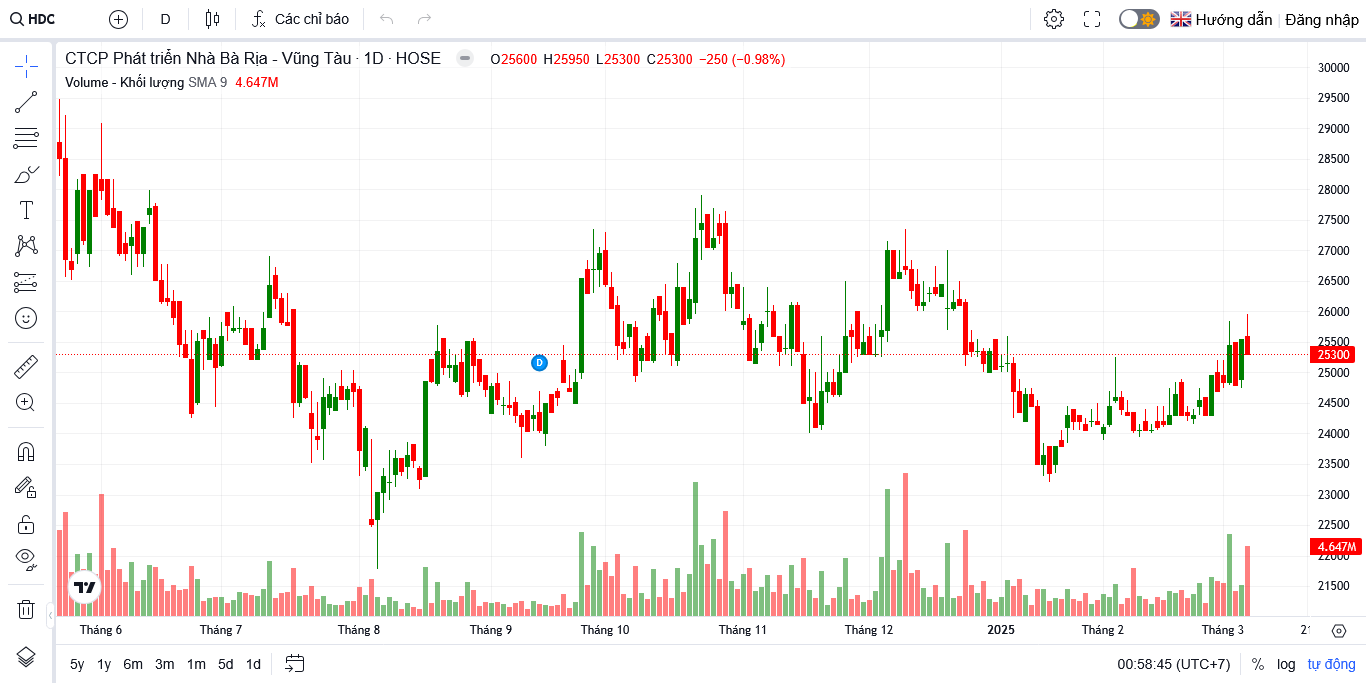 HDC D Các chỉ báo Hướng dẫn Đăng nhập
CTCP Phát triển Nhà Bà Rịa - Vũng Tàu · 1D · HOSE O25600 H25950 L25300 C25300 −250 (−0.98%)
Volume - Khối lượng SMA 9 4.647M
30000
29500
29000
28500
28000
27500
27000
26500
26000
25500
25300
25000
24500
24000
23500
23000
22500
4.647M
22000
21500
D
Tháng 6 Tháng 7 Tháng 8 Tháng 9 Tháng 10 Tháng 11 Tháng 12 2025 Tháng 2 Tháng 3 21
5y 1y 6m 3m 1m 5d 1d 00:58:45 (UTC+7) % log tự động